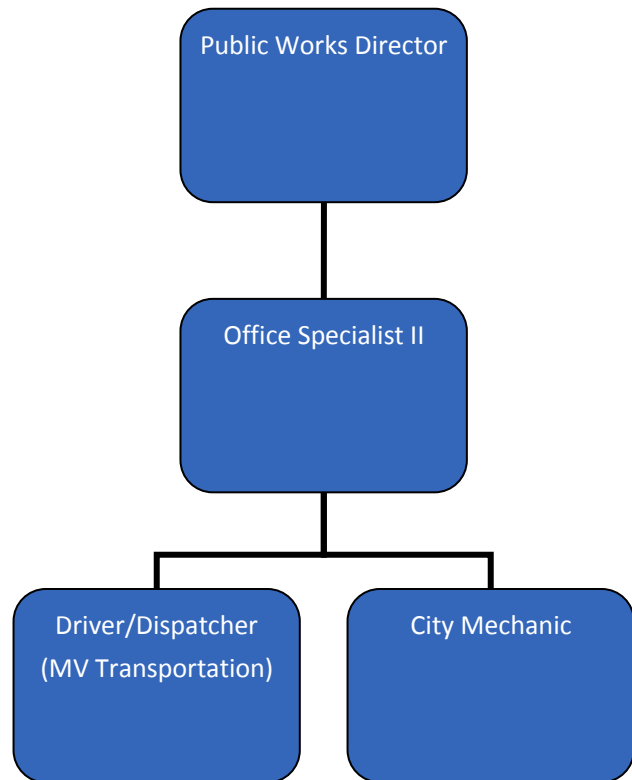 Public Works Director
Office Specialist II
Driver/Dispatcher
(MV Transportation)
City Mechanic